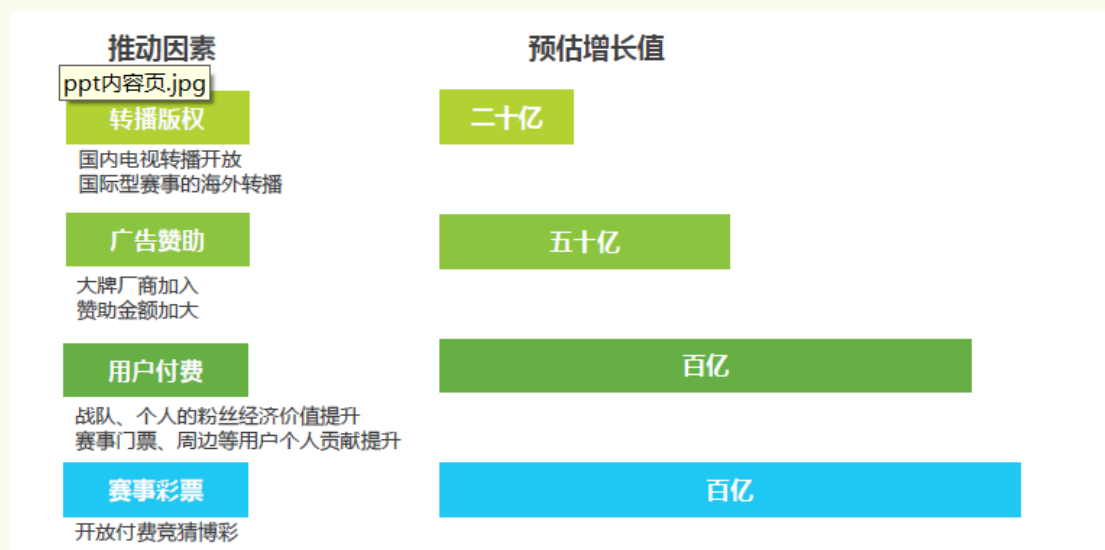 推动因素
预估增长值
ppt内容页.jpg
转播版权
二十亿
国内电视转播开放
国际型赛事的海外转播
广告赞助
五十亿
大牌厂商加入
赞助金额加大
用户付费
百亿
战队、个人的粉丝经济价值提升
赛事门票、周边等用户个人贡献提升
赛事彩票
百亿
开放付费竞猜博彩